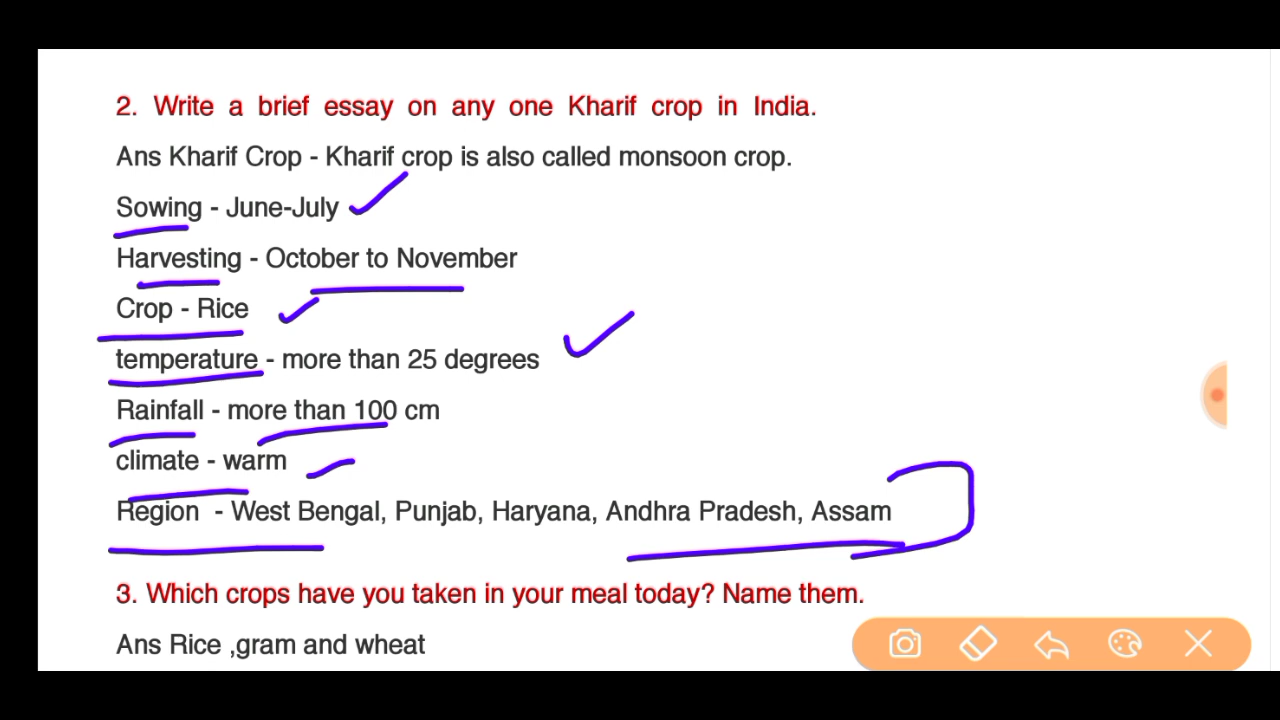 2. Write a brief essay on any one Kharif crop in India.
Ans Kharif Crop - Kharif crop is also called monsoon crop.
Sowing - June-July
Harvesting - October to November
Crop - Rice
temperature - more than 25 degrees
Rainfall - more than 100 cm
climate - warm
Region - West Bengal, Punjab, Haryana, Andhra Pradesh, Assam
3. Which crops have you taken in your meal today? Name them.
Ans Rice ,gram and wheat